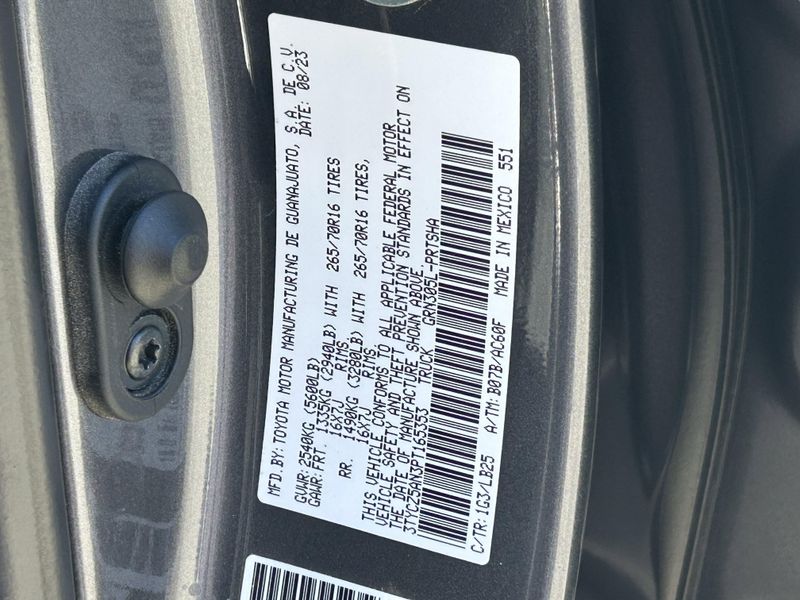 MFD.BY: TOYOTA MOTOR MANUFACTURING DE GUANAJUATO, S.A. DE C.V.
DATE: 08/23
GVWR: 2540KG (5600LB)
GAWR: FRT. 1335KG (2940LB) WITH 265/70R16 TIRES
16X7J RIMS,
RR. 1490KG (3280LB) WITH 265/70R16 TIRES,
16X7J RIMS,
THIS VEHICLE CONFORMS TO ALL APPLICABLE FEDERAL MOTOR
VEHICLE SAFETY AND THEFT PREVENTION STANDARDS IN EFFECT ON
THE DATE OF MANUFACTURE SHOWN ABOVE.
3TYCZ5AN3PT165353 TRUCK GRN305L-PRTSHA
C/TR: 1G3/LB25 A/TM: B07B/AC60F MADE IN MEXICO 551